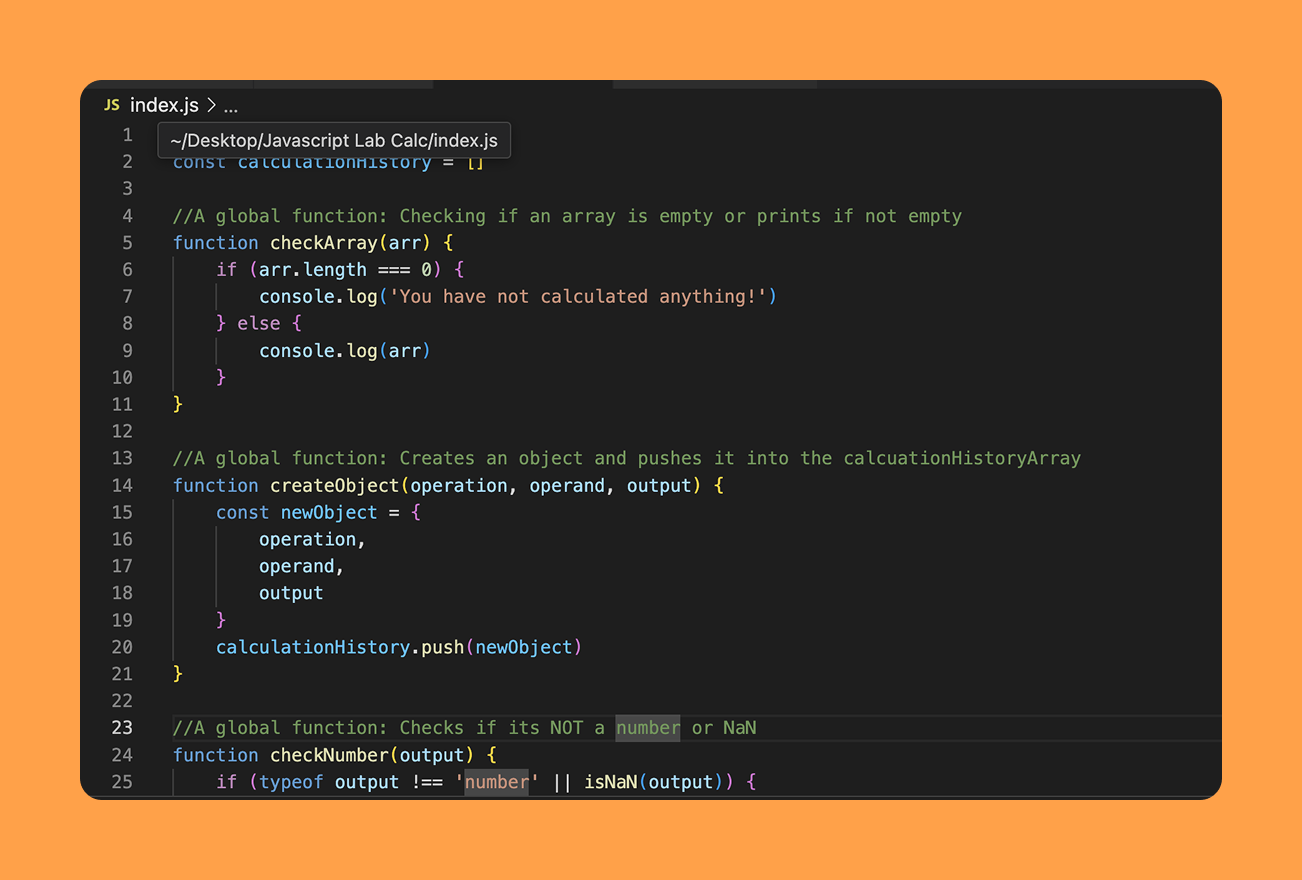 JS index.js > ...
1
~/Desktop/Javascript Lab Calc/index.js
2 const calculationHistory = []
3
4 //A global function: Checking if an array is empty or prints if not empty
5 function checkArray(arr) {
6 if (arr.length === 0) {
7 console.log('You have not calculated anything!')
8 } else {
9 console.log(arr)
10 }
11 }
12
13 //A global function: Creates an object and pushes it into the calcuationHistoryArray
14 function createObject(operation, operand, output) {
15 const newObject = {
16 operation,
17 operand,
18 output
19 }
20 calculationHistory.push(newObject)
21 }
22
23 //A global function: Checks if its NOT a number or NaN
24 function checkNumber(output) {
25 if (typeof output !== 'number' || isNaN(output)) {